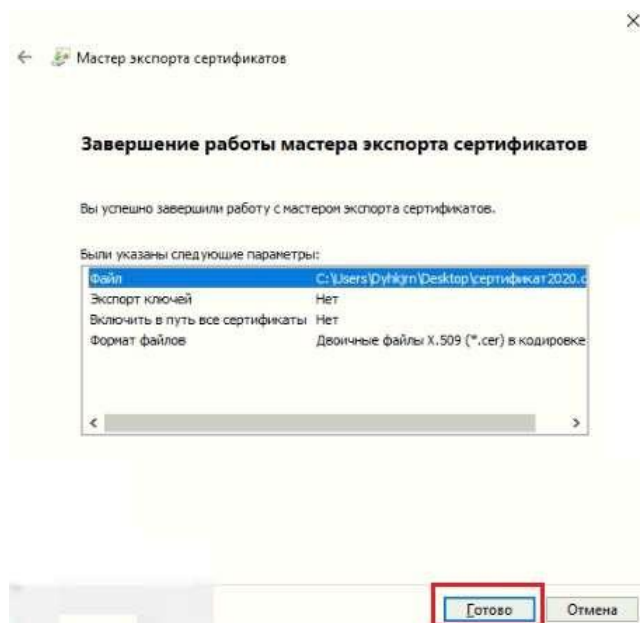 Мастер экспорта сертификатов
Завершение работы мастера экспорта сертификатов
Вы успешно завершили работу с мастером экспорта сертификатов.
Были указаны следующие параметры:
Файл C:\Users\Dyhkrn\Desktop\сертификат2020.c
Экспорт ключей Нет
Включить в путь все сертификаты Нет
Формат файлов Двоичные файлы X.509 (*.cer) в кодировке
Готово Отмена